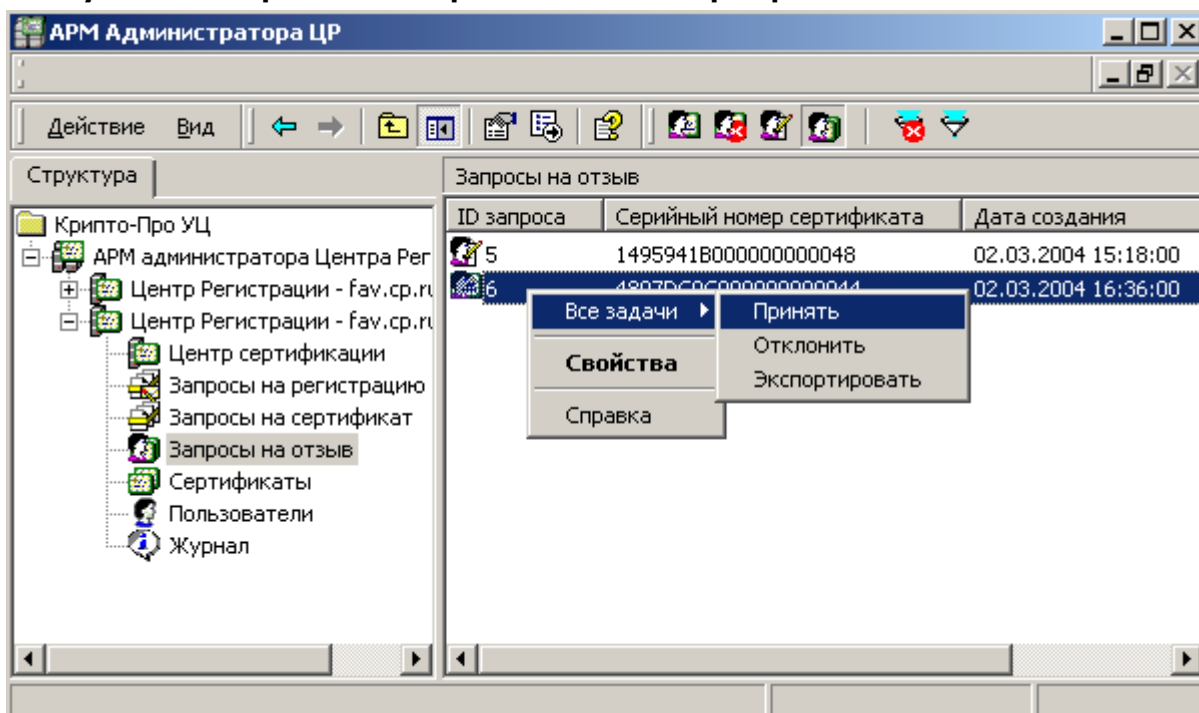 АРМ Администратора ЦР
Действие Вид
Структура
Запросы на отзыв
Крипто-Про УЦ
АРМ администратора Центра Рег
Центр Регистрации - fav.cp.ru
Центр Регистрации - fav.cp.ru
Центр сертификации
Запросы на регистрацию
Запросы на сертификат
Запросы на отзыв
Сертификаты
Пользователи
Журнал
ID запроса Серийный номер сертификата Дата создания
5 1495941B000000000048 02.03.2004 15:18:00
6 02.03.2004 16:36:00
Все задачи
Свойства
Справка
Принять
Отклонить
Экспортировать